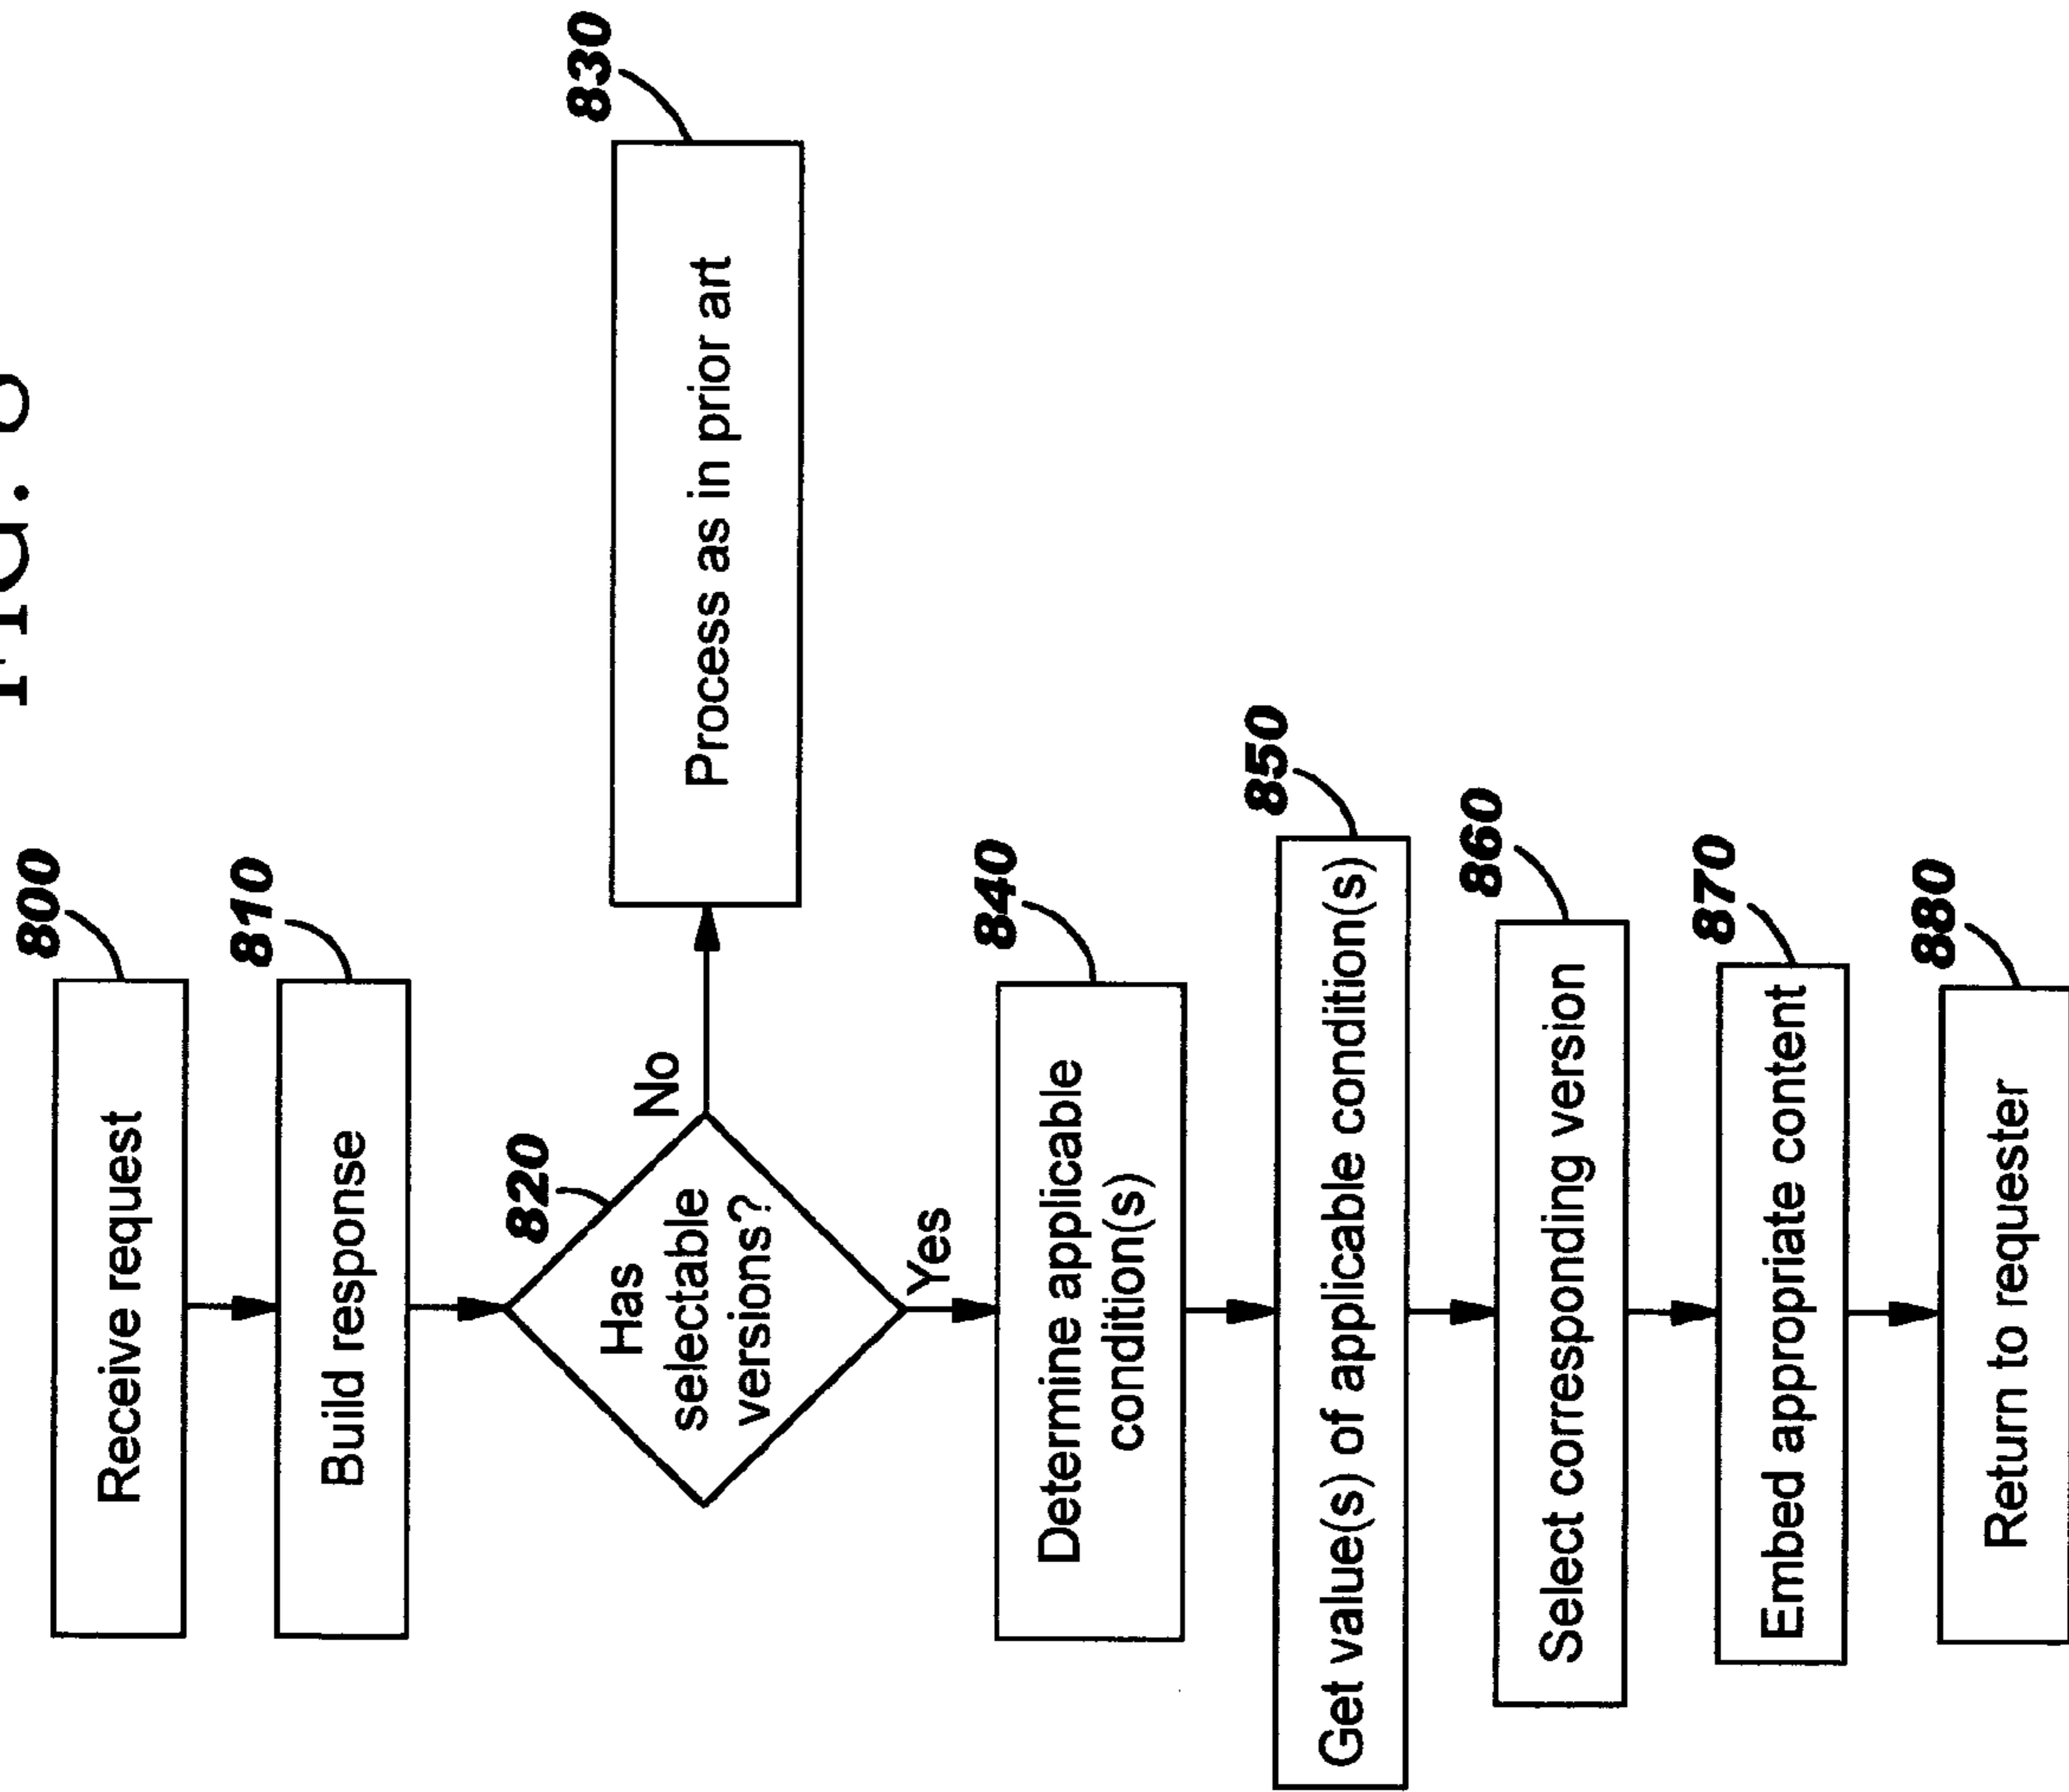 800
Receive request
810
Build response
820
Has
selectable
versions?
No
830
Process as in prior art
Yes
840
Determine applicable
condition(s)
850
Get value(s) of applicable condition(s)
860
Select corresponding version
870
Embed appropriate content
880
Return to requester